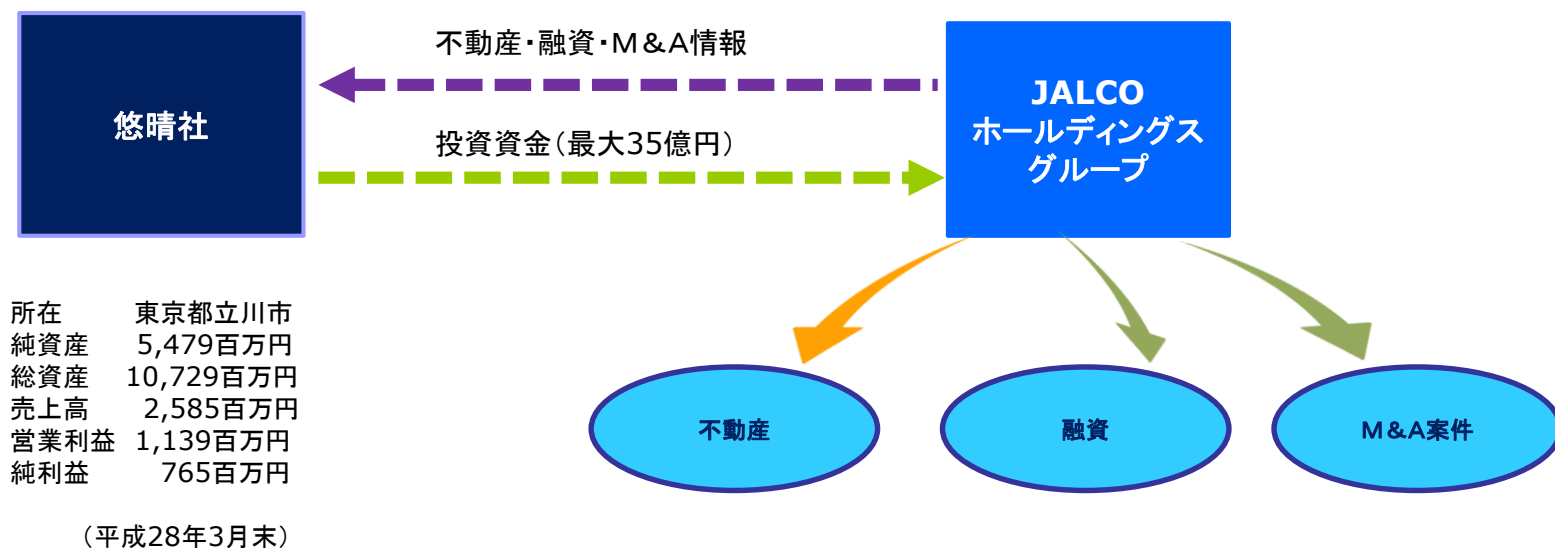 悠晴社
不動産・融資・M&A情報
投資資金(最大35億円)
JALCO
ホールディングス
グループ
所在 東京都立川市
純資産 5,479百万円
総資産 10,729百万円
売上高 2,585百万円
営業利益 1,139百万円
純利益 765百万円
(平成28年3月末)
不動産
融資
M&A案件